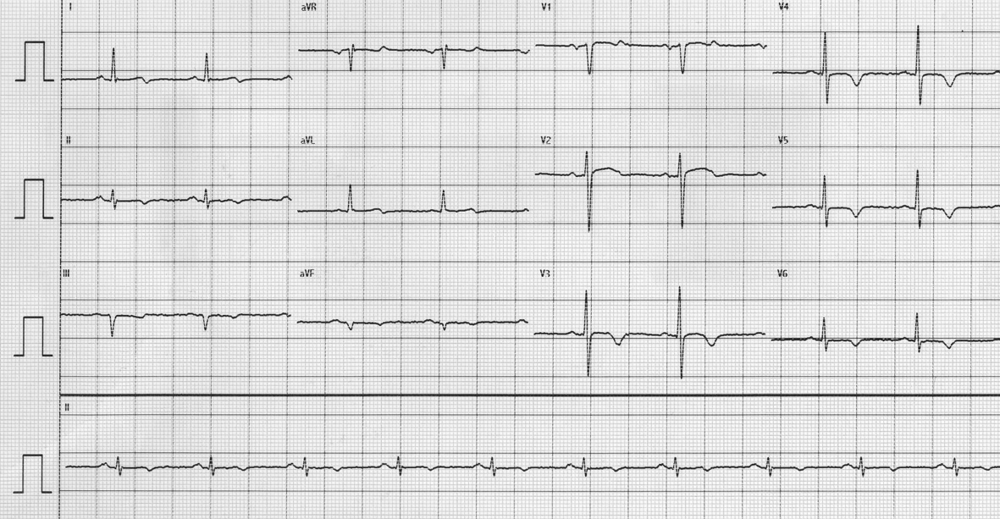 I aVR V1 V4
II aVL V2 V5
III aVF V3 V6
II